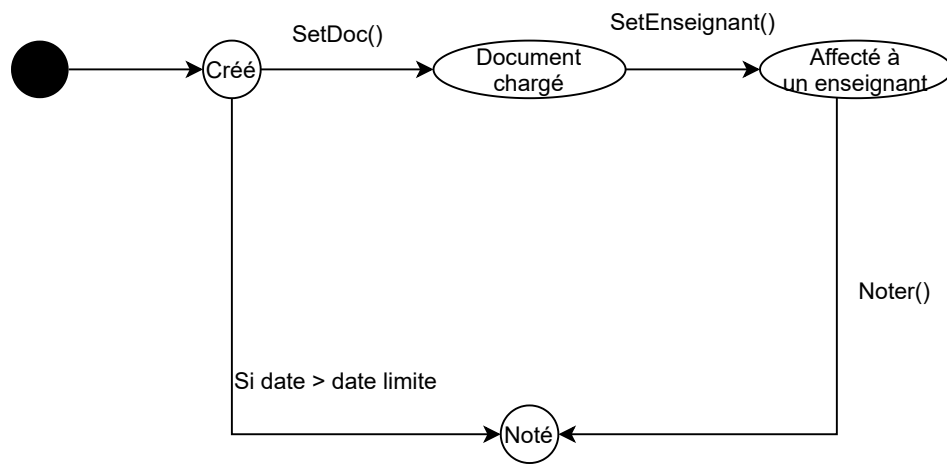 SetDoc()
SetEnseignant()
Créé
Document
chargé
Affecté à
un enseignant
Noter()
Si date > date limite
Noté